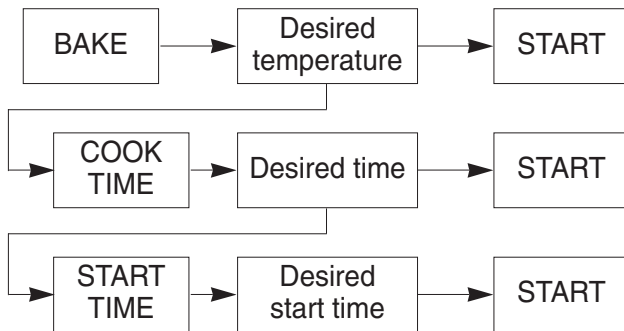 BAKE
Desired
temperature
START
COOK
TIME
Desired time
START
START
TIME
Desired
start time
START